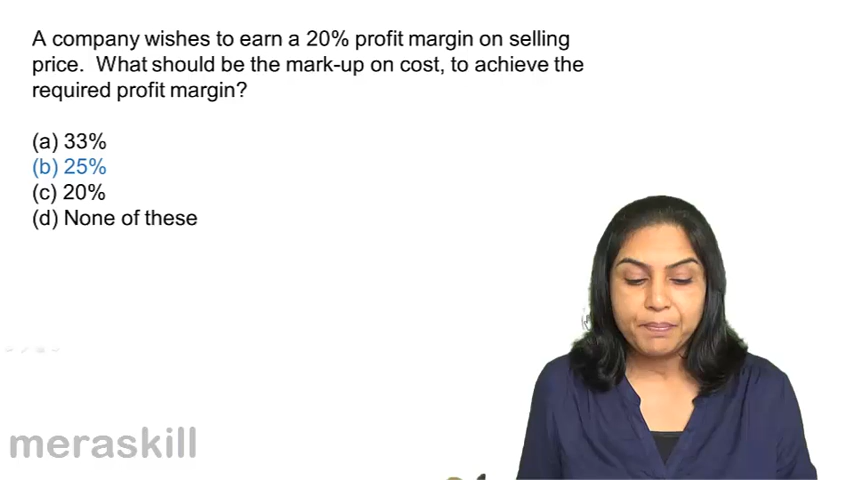 A company wishes to earn a 20% profit margin on selling
price.  What should be the mark-up on cost, to achieve the
required profit margin?
(a) 33%
(b) 25%
(c) 20%
(d) None of these
meraskill